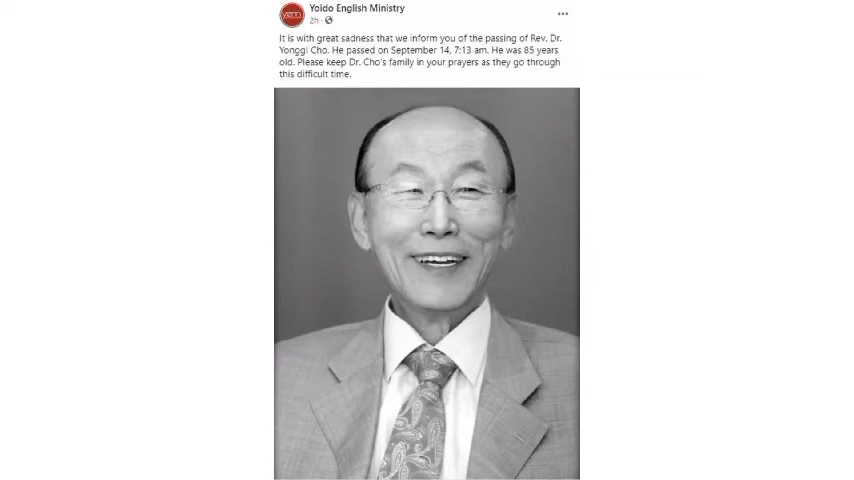 Yoido English Ministry
2h ·
It is with great sadness that we inform you of the passing of Rev. Dr.
Yonggi Cho. He passed on September 14, 7:13 am. He was 85 years
old. Please keep Dr. Cho's family in your prayers as they go through
this difficult time.